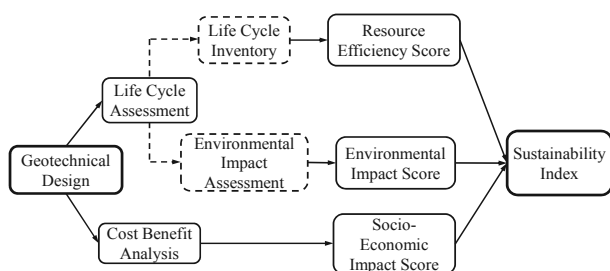 Life Cycle
Inventory
Resource
Efficiency Score
Life Cycle
Assessment
Geotechnical
Design
Environmental
Impact
Assessment
Environmental
Impact Score
Sustainability
Index
Cost Benefit
Analysis
Socio-
Economic
Impact Score